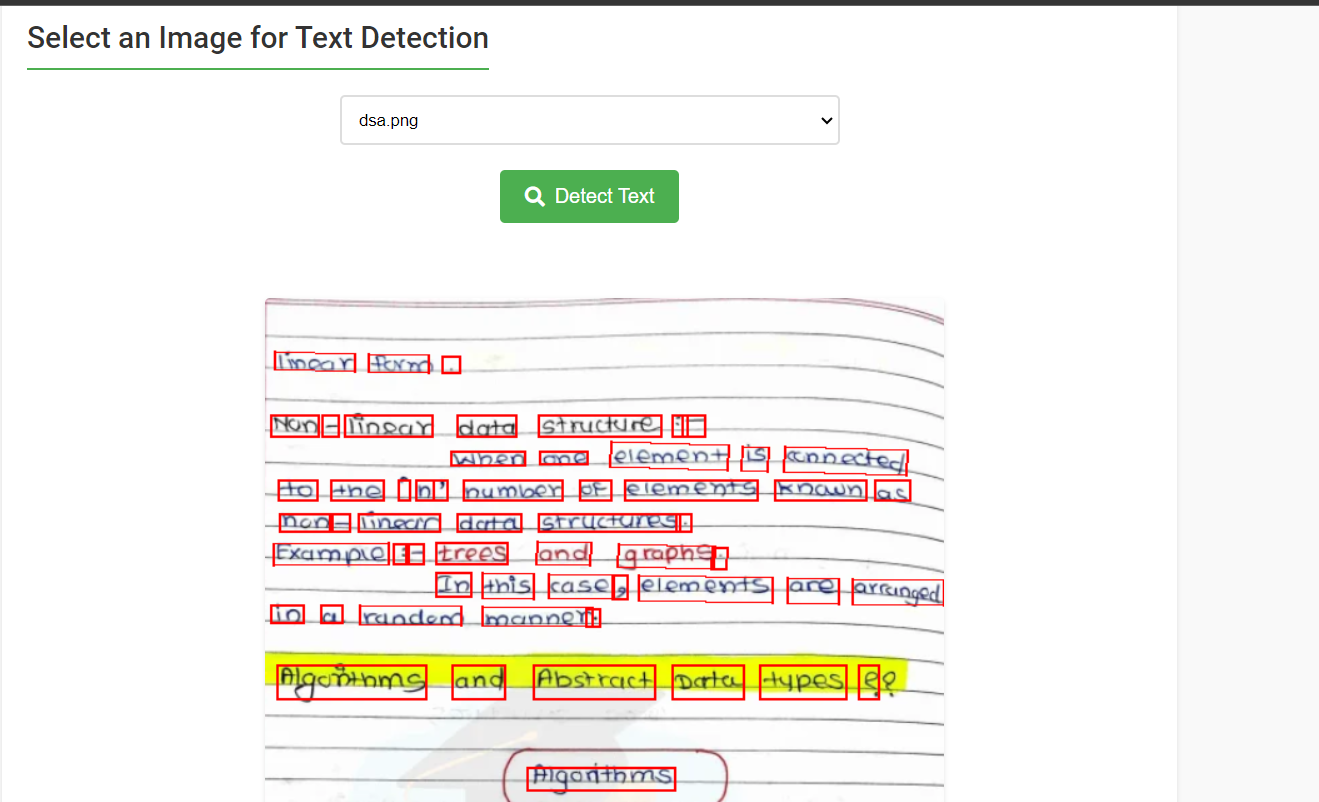 Select an Image for Text Detection
dsa.png
Detect Text
linear form .
Non-linear data structure :-
When one element is connected
to the 'n' number of elements known as
non-linear data structures.
Example :- trees and graphs.
In this case, elements are arranged
in a random manner.
Algorithms and Abstract Data types ??
Algorithms